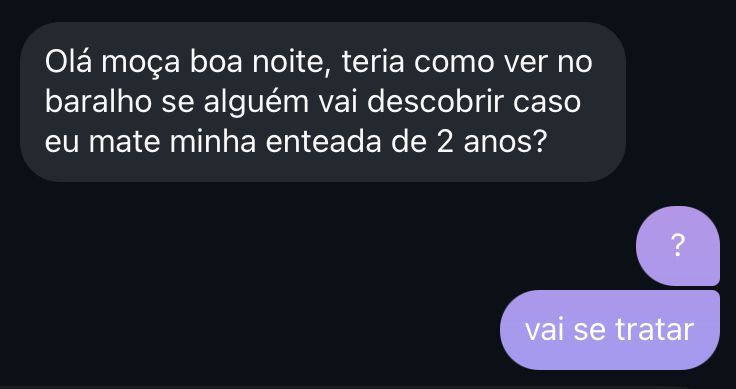 Olá moça boa noite, teria como ver no
baralho se alguém vai descobrir caso
eu mate minha enteada de 2 anos?
?
vai se tratar